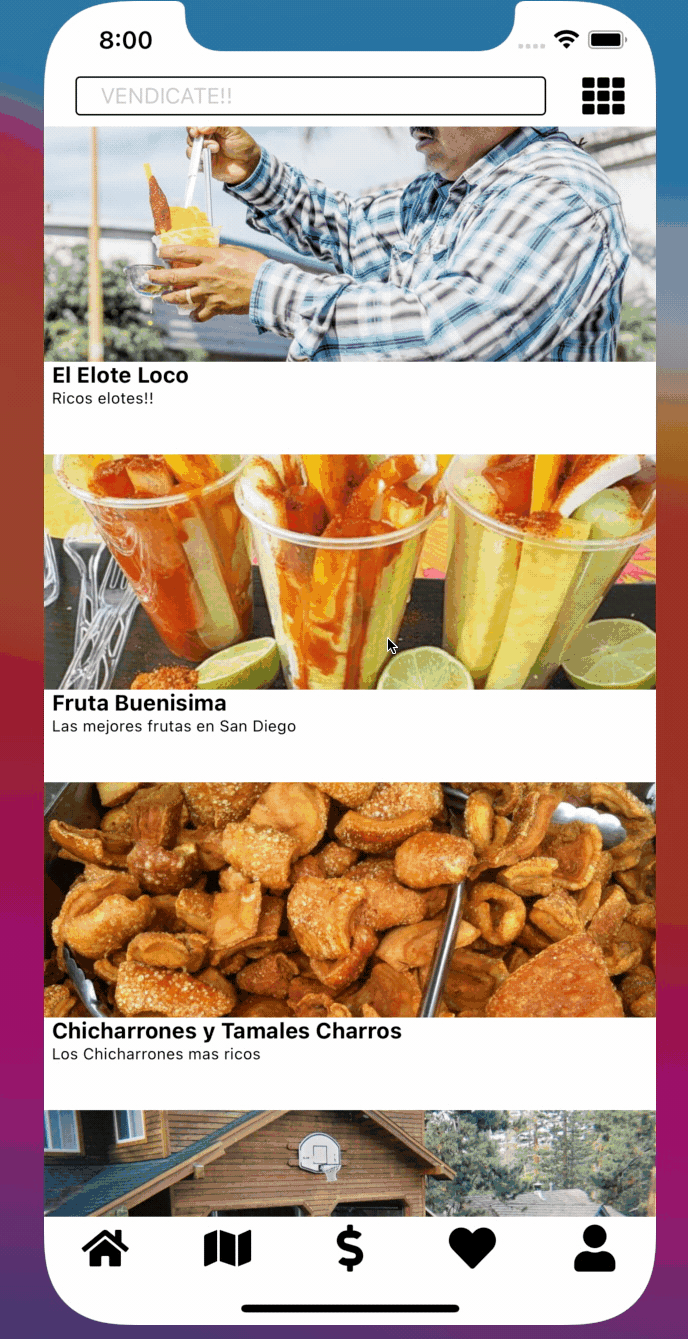 8:00
VENDICATE!!
El Elote Loco
Ricos elotes!!
Fruta Buenisima
Las mejores frutas en San Diego
Chicharrones y Tamales Charros
Los Chicharrones mas ricos
$